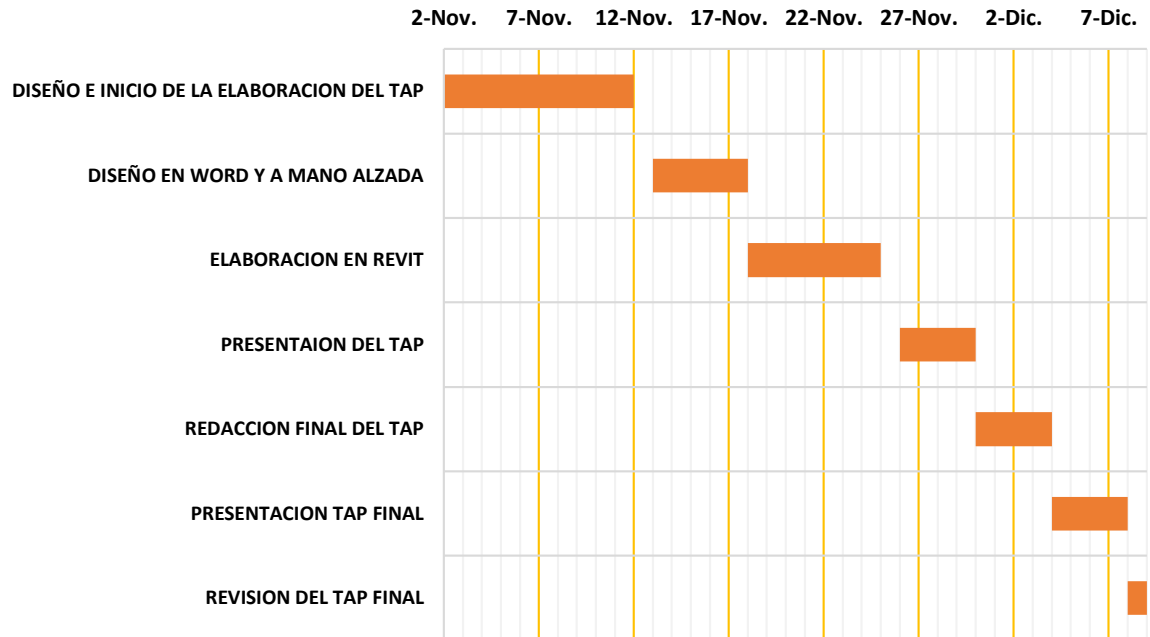 2-Nov. 7-Nov. 12-Nov. 17-Nov. 22-Nov. 27-Nov. 2-Dic. 7-Dic.
DISEÑO E INICIO DE LA ELABORACION DEL TAP
DISEÑO EN WORD Y A MANO ALZADA
ELABORACION EN REVIT
PRESENTAION DEL TAP
REDACCION FINAL DEL TAP
PRESENTACION TAP FINAL
REVISION DEL TAP FINAL